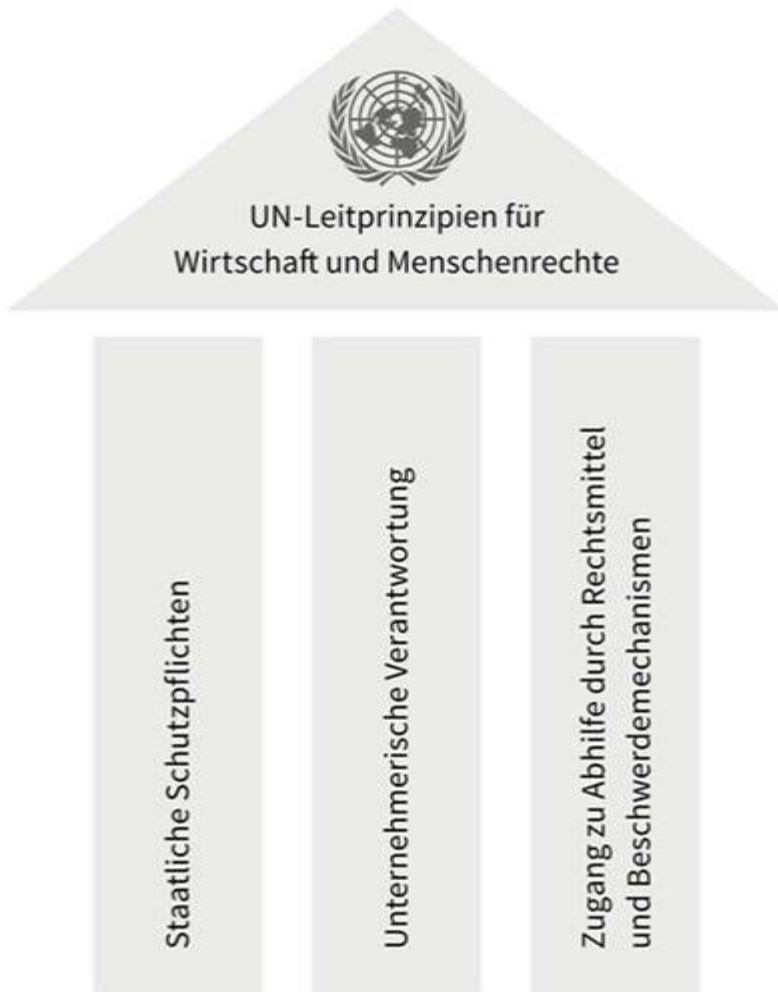 UN-Leitprinzipien für
Wirtschaft und Menschenrechte
Staatliche Schutzpflichten
Unternehmerische Verantwortung
Zugang zu Abhilfe durch Rechtsmittel
und Beschwerdemechanismen